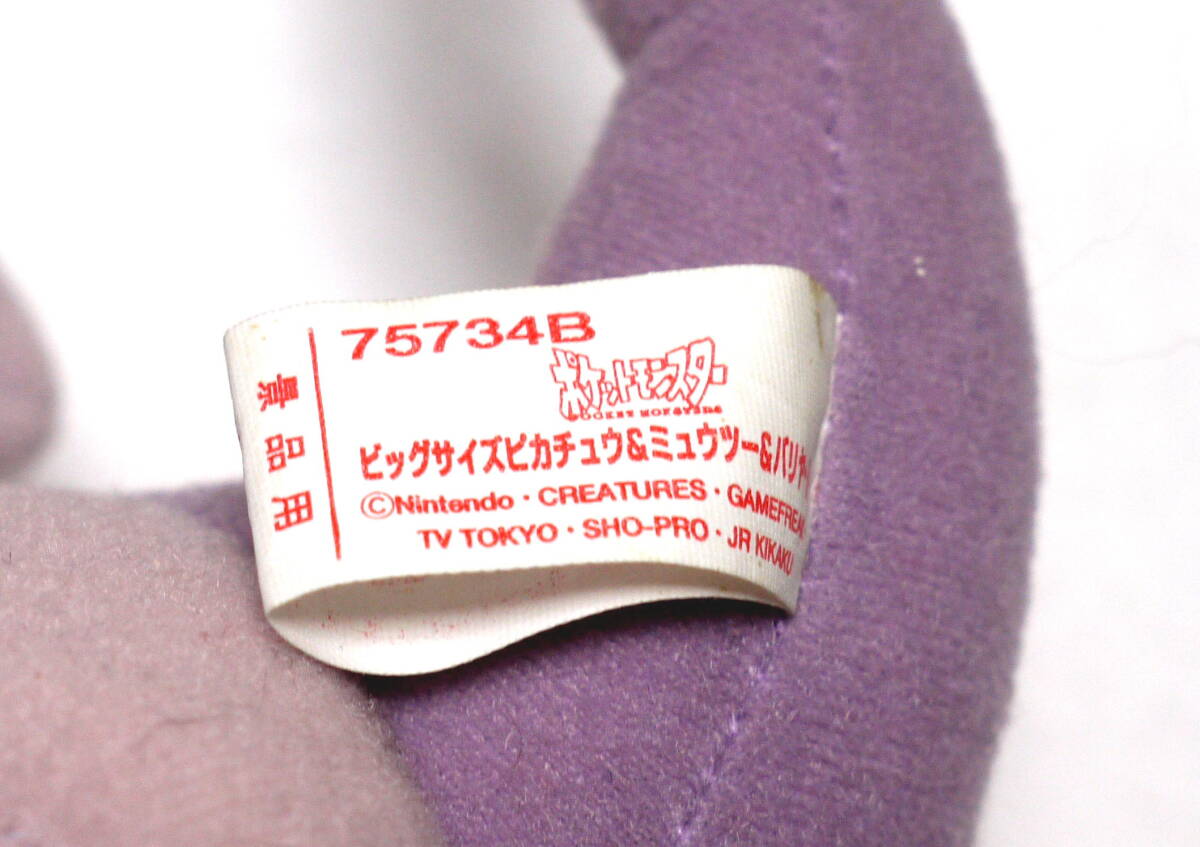 景品用
75734B
ポケットモンスター
POCKET MONSTERS
ビッグサイズピカチュウ&ミュウツー&バリヤ
©Nintendo・CREATURES・GAMEFREAK
TV TOKYO・SHO-PRO・JR KIKAKU